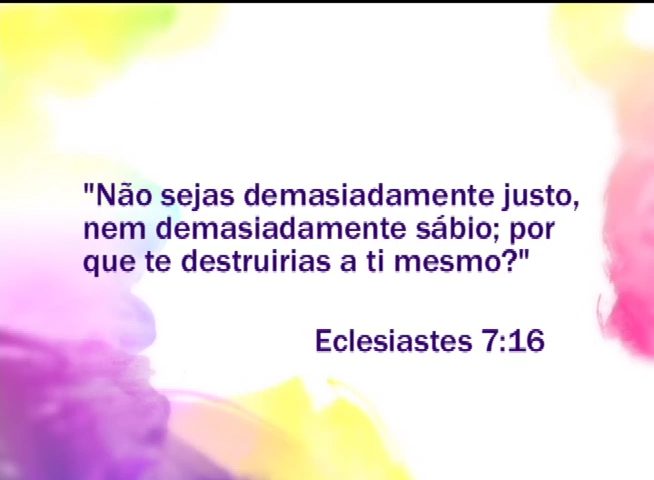 "Não sejas demasiadamente justo,
nem demasiadamente sábio; por
que te destruirias a ti mesmo?"
Eclesiastes 7:16